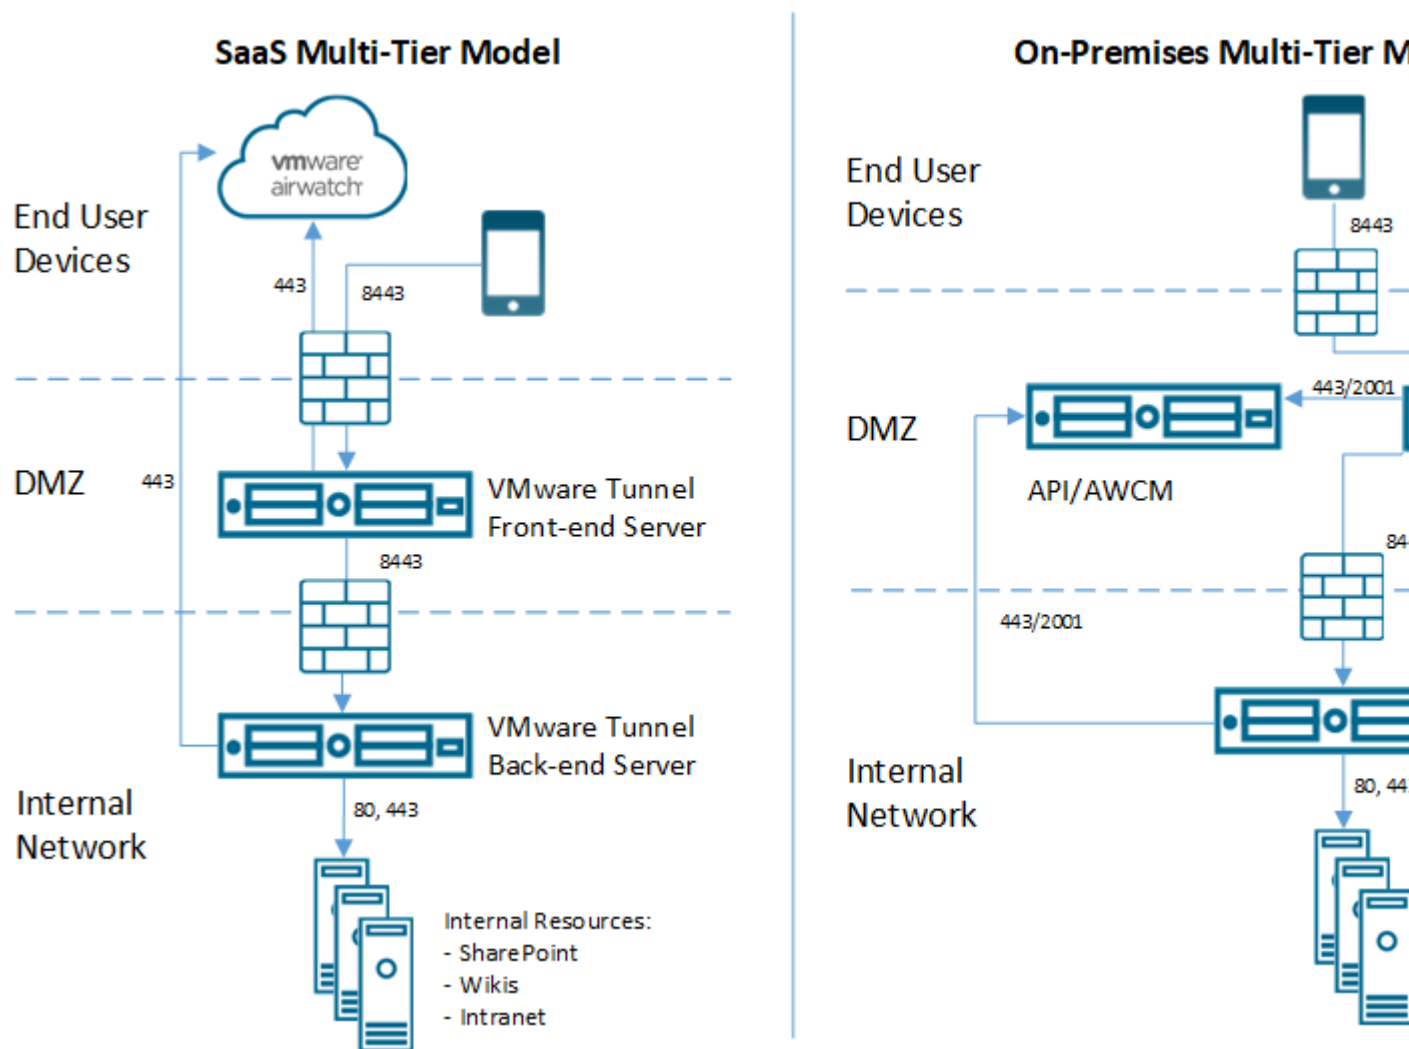 SaaS Multi-Tier Model
vmware
airwatch
End User
Devices
443
8443
DMZ
443
VMware Tunnel
Front-end Server
8443
VMware Tunnel
Back-end Server
Internal
Network
80, 443
Internal Resources:
- SharePoint
- Wikis
- Intranet
On-Premises Multi-Tier
End User
Devices
8443
443/2001
DMZ
API/AWCM
443/2001
Internal
Network
80,